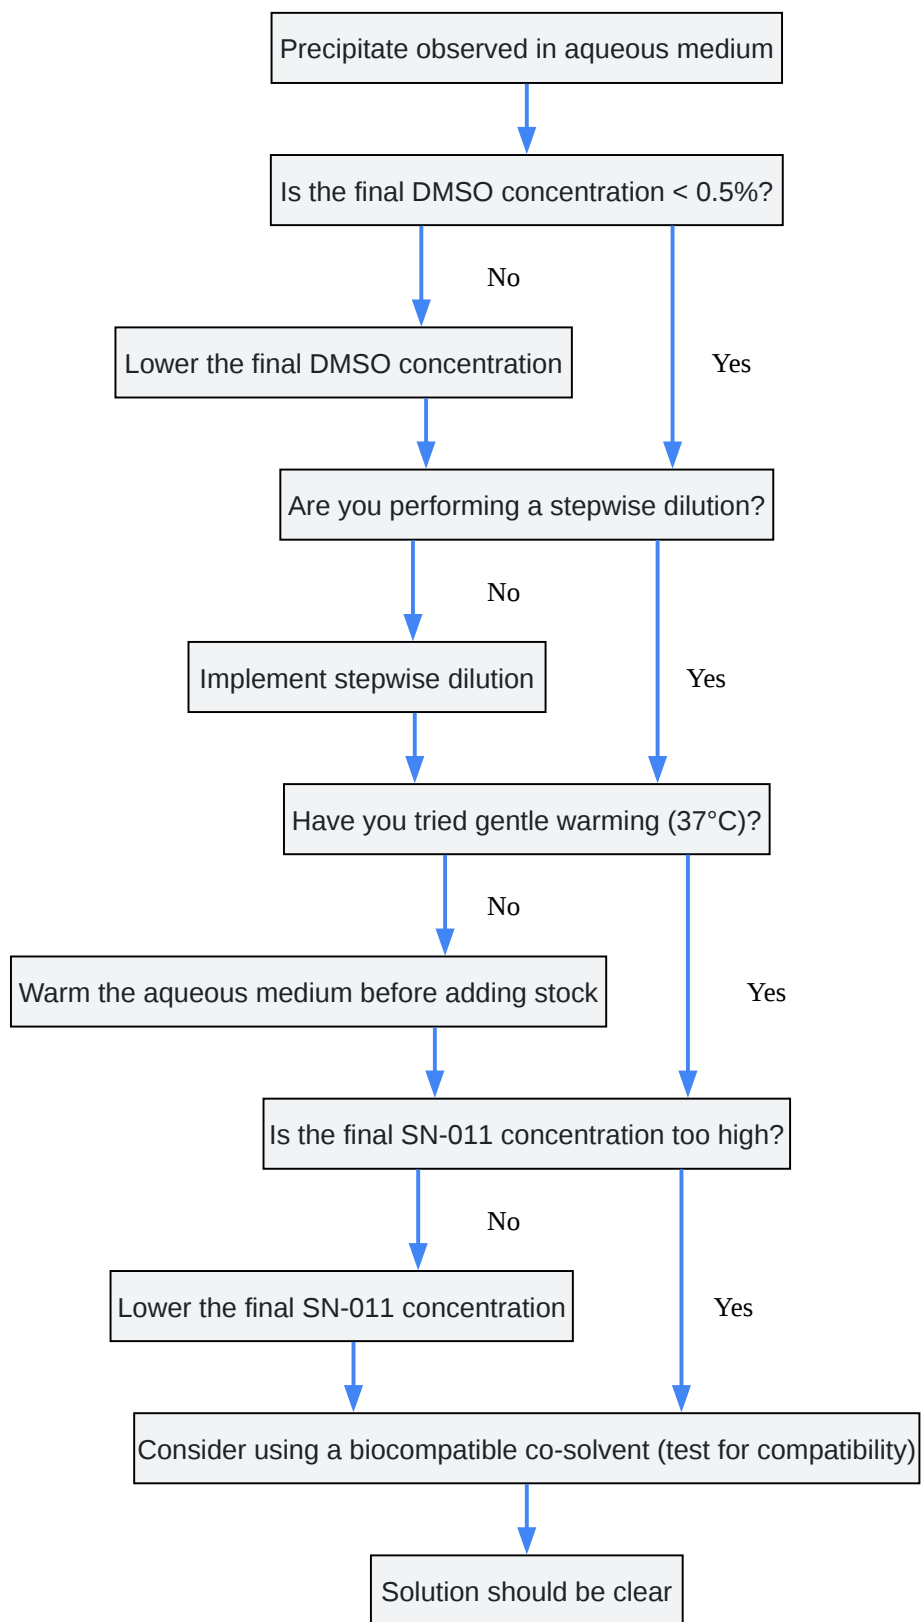 Precipitate observed in aqueous medium
Is the final DMSO concentration < 0.5%?
No
Lower the final DMSO concentration
Yes
Are you performing a stepwise dilution?
No
Implement stepwise dilution
Yes
Have you tried gentle warming (37°C)?
No
Warm the aqueous medium before adding stock
Yes
Is the final SN-011 concentration too high?
No
Lower the final SN-011 concentration
Yes
Consider using a biocompatible co-solvent (test for compatibility)
Solution should be clear